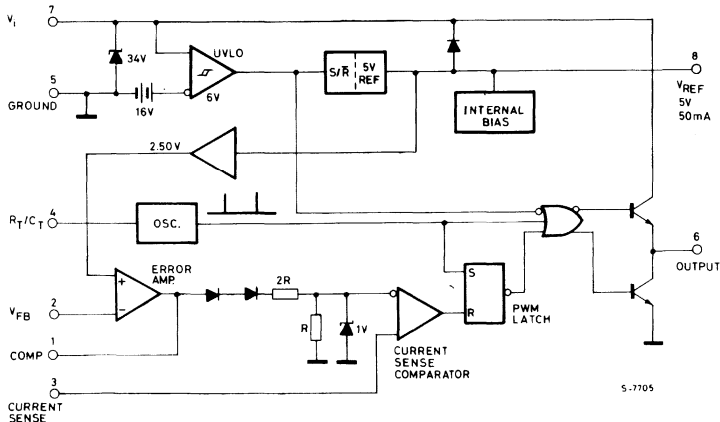 7
Vi
34V
UVLO
6V
5
GROUND
16V
S/R̅
5V
REF
8
VREF
5V
50mA
INTERNAL
BIAS
2.50V
4
RT/CT
OSC.
6
OUTPUT
ERROR
AMP.
+
−
2R
S
R
PWM
LATCH
2
VFB
R
1V
1
COMP
CURRENT
SENSE
COMPARATOR
3
CURRENT
SENSE
S-7705